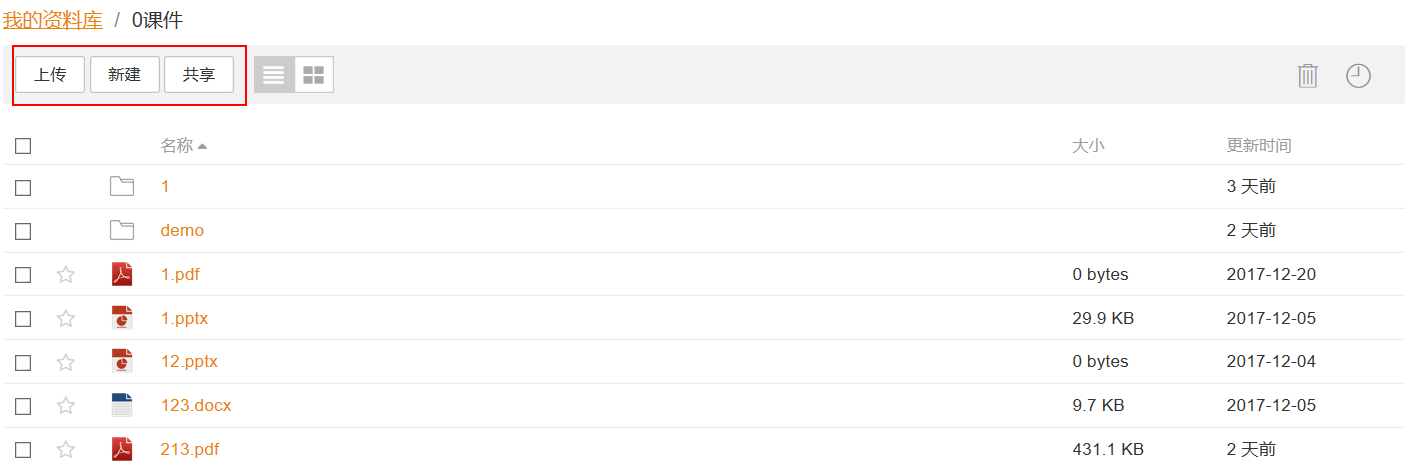 我的资料库 / 0课件
上传 新建 共享
名称 大小 更新时间
1 3 天前
demo 2 天前
1.pdf 0 bytes 2017-12-20
1.pptx 29.9 KB 2017-12-05
12.pptx 0 bytes 2017-12-04
123.docx 9.7 KB 2017-12-05
213.pdf 431.1 KB 2 天前